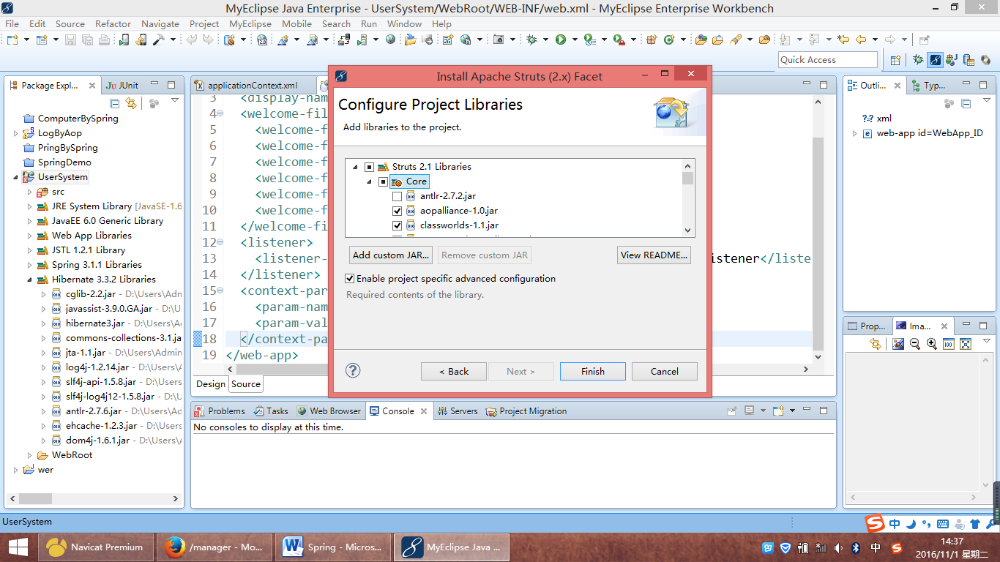 MyEclipse Java Enterprise - UserSystem/WebRoot/WEB-INF/web.xml - MyEclipse Enterprise Workbench
File Edit Source Refactor Navigate Project MyEclipse Mobile Search Run Window Help
Quick Access
Package Expl...
JUnit
ComputerBySpring
LogByAop
PringBySpring
SpringDemo
UserSystem
src
JRE System Library [JavaSE-1.6
JavaEE 6.0 Generic Library
Web App Libraries
JSTL 1.2.1 Library
Spring 3.1.1 Libraries
Hibernate 3.3.2 Libraries
cglib-2.2.jar - D:\Users\Adn
javassist-3.9.0.GA.jar - D:\U
hibernate3.jar - D:\Users\A
commons-collections-3.1.ja
jta-1.1.jar - D:\Users\Admin
log4j-1.2.14.jar - D:\Users\
slf4j-api-1.5.8.jar - D:\Users
slf4j-log4j12-1.5.8.jar - D:\
antlr-2.7.6.jar - D:\Users\Ad
ehcache-1.2.3.jar - D:\Users
dom4j-1.6.1.jar - D:\Users\
WebRoot
wer
applicationContext.xml
3 <display-nam
4 <welcome-fil
5 <welcome-f
6 <welcome-f
7 <welcome-f
8 <welcome-f
9 <welcome-f
10 <welcome-f
11 </welcome-fi
12 <listener>
13 <listener- istener</liste
14 </listener>
15 <context-par
16 <param-nam
17 <param-val
18 </context-pa
19 </web-app>
Design Source
Install Apache Struts (2.x) Facet
Configure Project Libraries
Add libraries to the project.
Struts 2.1 Libraries
Core
antlr-2.7.2.jar
aopalliance-1.0.jar
classworlds-1.1.jar
Add custom JAR... Remove custom JAR View README...
Enable project specific advanced configuration
Required contents of the library.
< Back Next > Finish Cancel
Outli... Typ...
xml
web-app id=WebApp_ID
Prop... Ima...
Problems Tasks Web Browser Console Servers Project Migration
No consoles to display at this time.
UserSystem
中
Navicat Premium
/manager - Mo...
Spring - Micros...
MyEclipse Java ...
中
14:37
2016/11/1 星期二